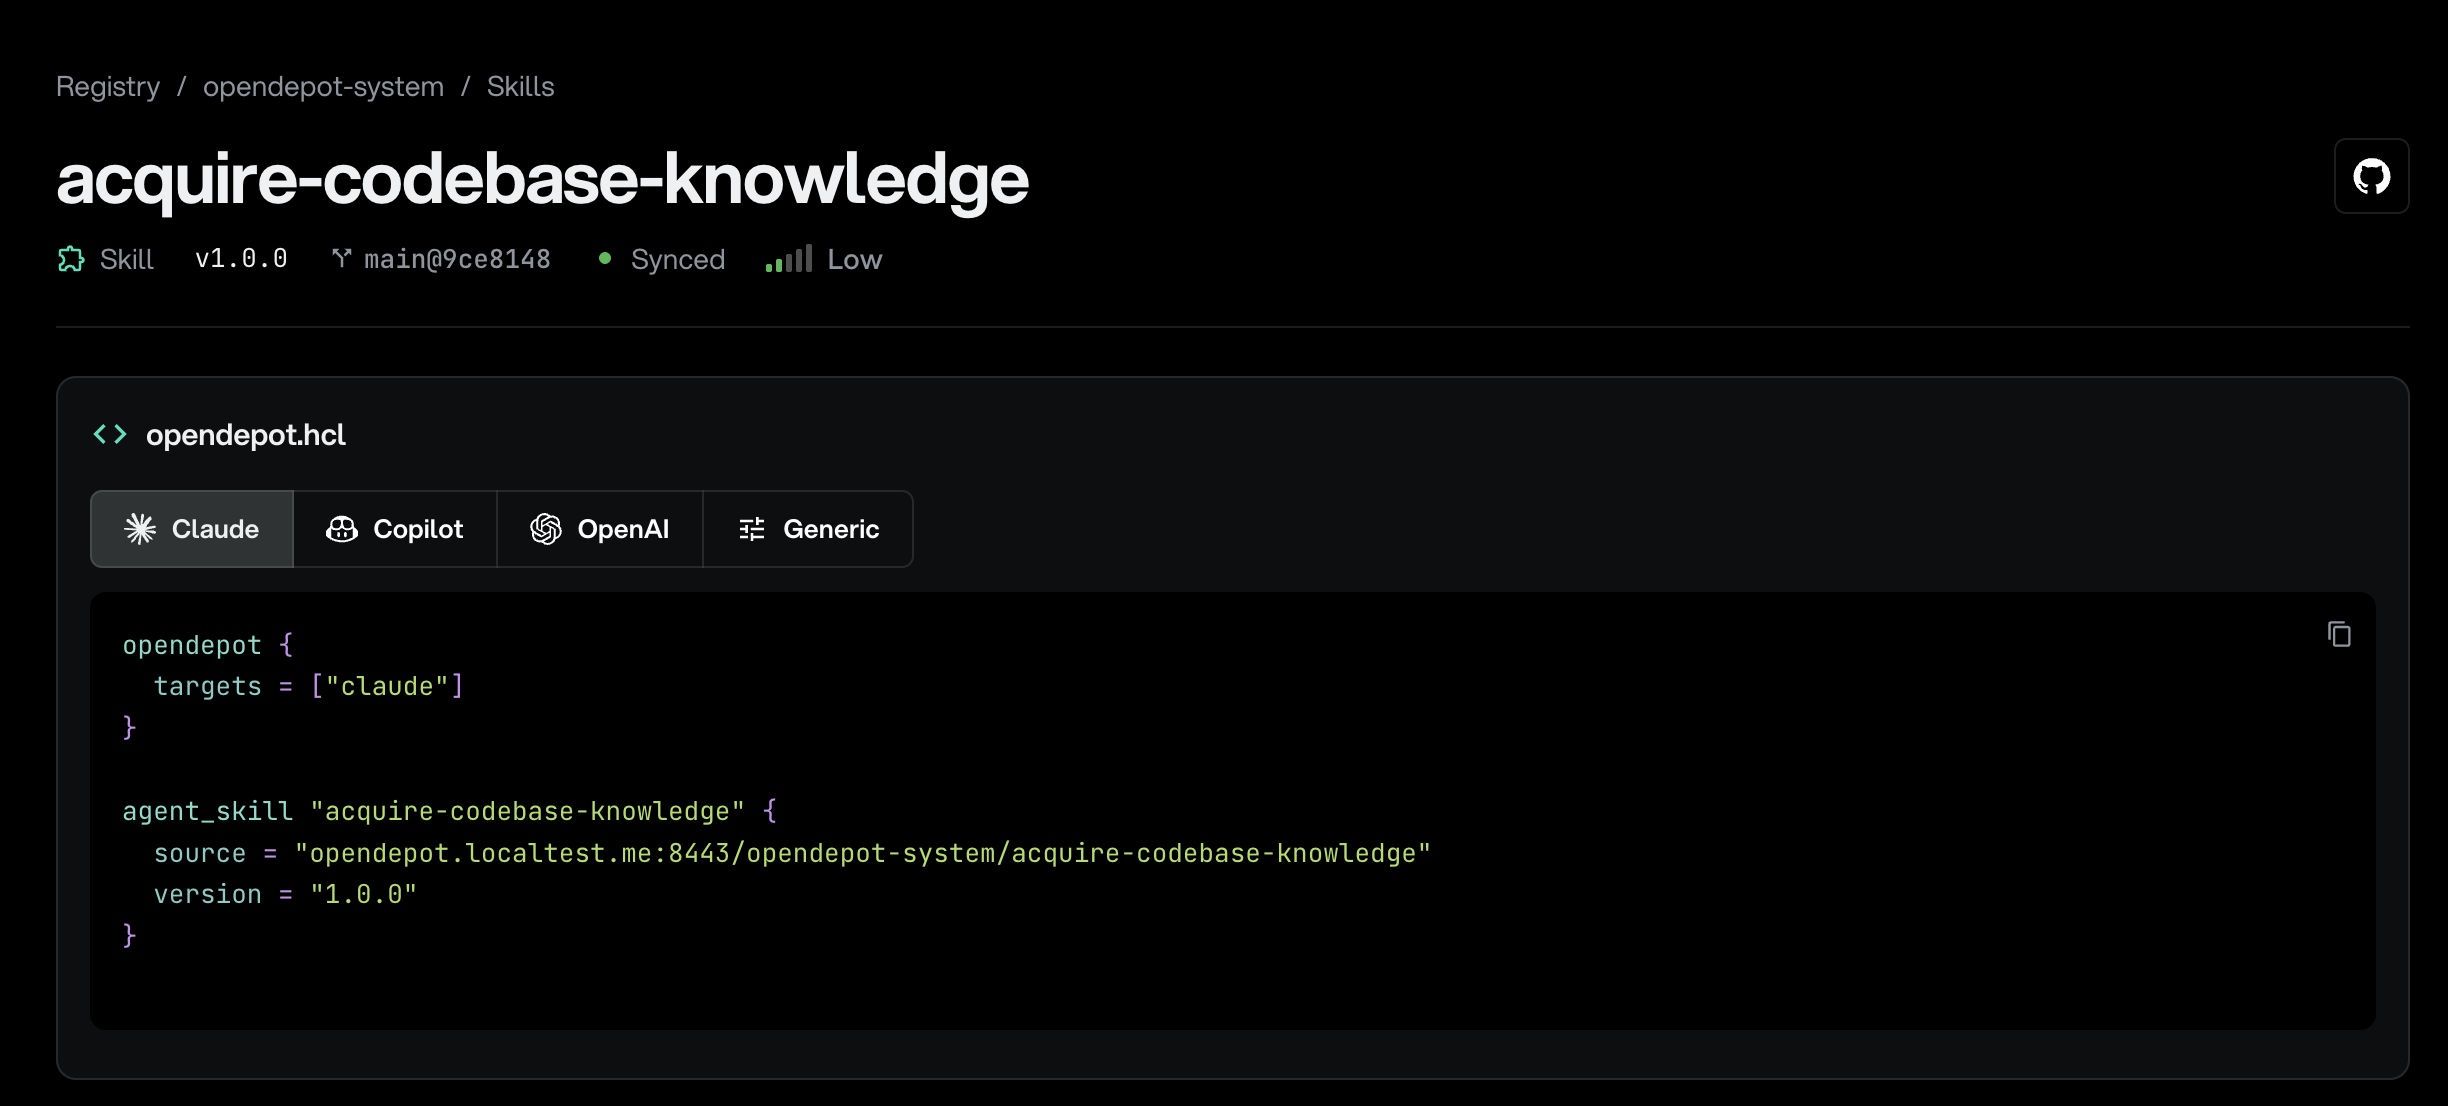 Registry / opendepot-system / Skills
acquire-codebase-knowledge
Skill v1.0.0 main@9ce8148 Synced Low
opendepot.hcl
Claude Copilot OpenAI Generic
opendepot {
  targets = ["claude"]
}
agent_skill "acquire-codebase-knowledge" {
  source = "opendepot.localtest.me:8443/opendepot-system/acquire-codebase-knowledge"
  version = "1.0.0"
}